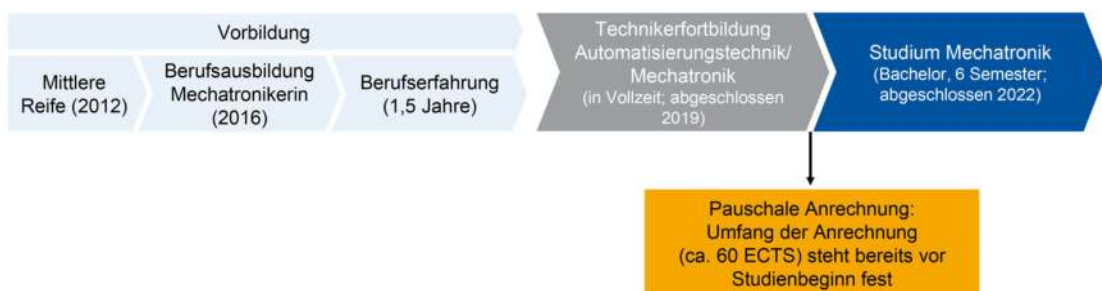 Vorbildung
Mittlere
Reife (2012)
Berufsausbildung
Mechatronikerin
(2016)
Berufserfahrung
(1,5 Jahre)
Technikerfortbildung
Automatisierungstechnik/
Mechatronik
(in Vollzeit; abgeschlossen
2019)
Studium Mechatronik
(Bachelor, 6 Semester;
abgeschlossen 2022)
Pauschale Anrechnung:
Umfang der Anrechnung
(ca. 60 ECTS) steht bereits vor
Studienbeginn fest